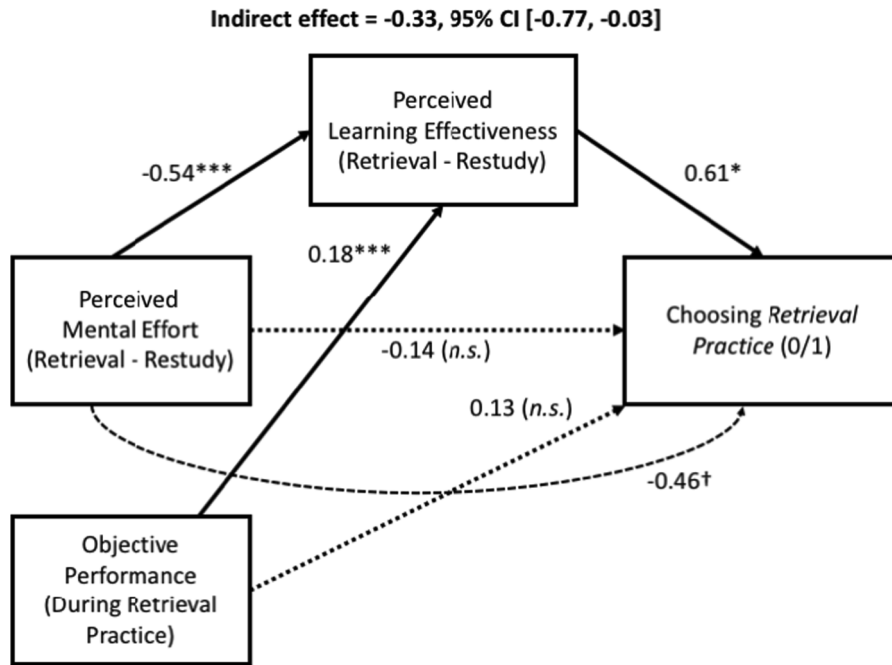 Indirect effect = -0.33, 95% CI [-0.77, -0.03]
Perceived
Learning Effectiveness
(Retrieval - Restudy)
-0.54***
0.61*
0.18***
Perceived
Mental Effort
(Retrieval - Restudy)
Choosing Retrieval
Practice (0/1)
-0.14 (n.s.)
0.13 (n.s.)
-0.46†
Objective
Performance
(During Retrieval
Practice)